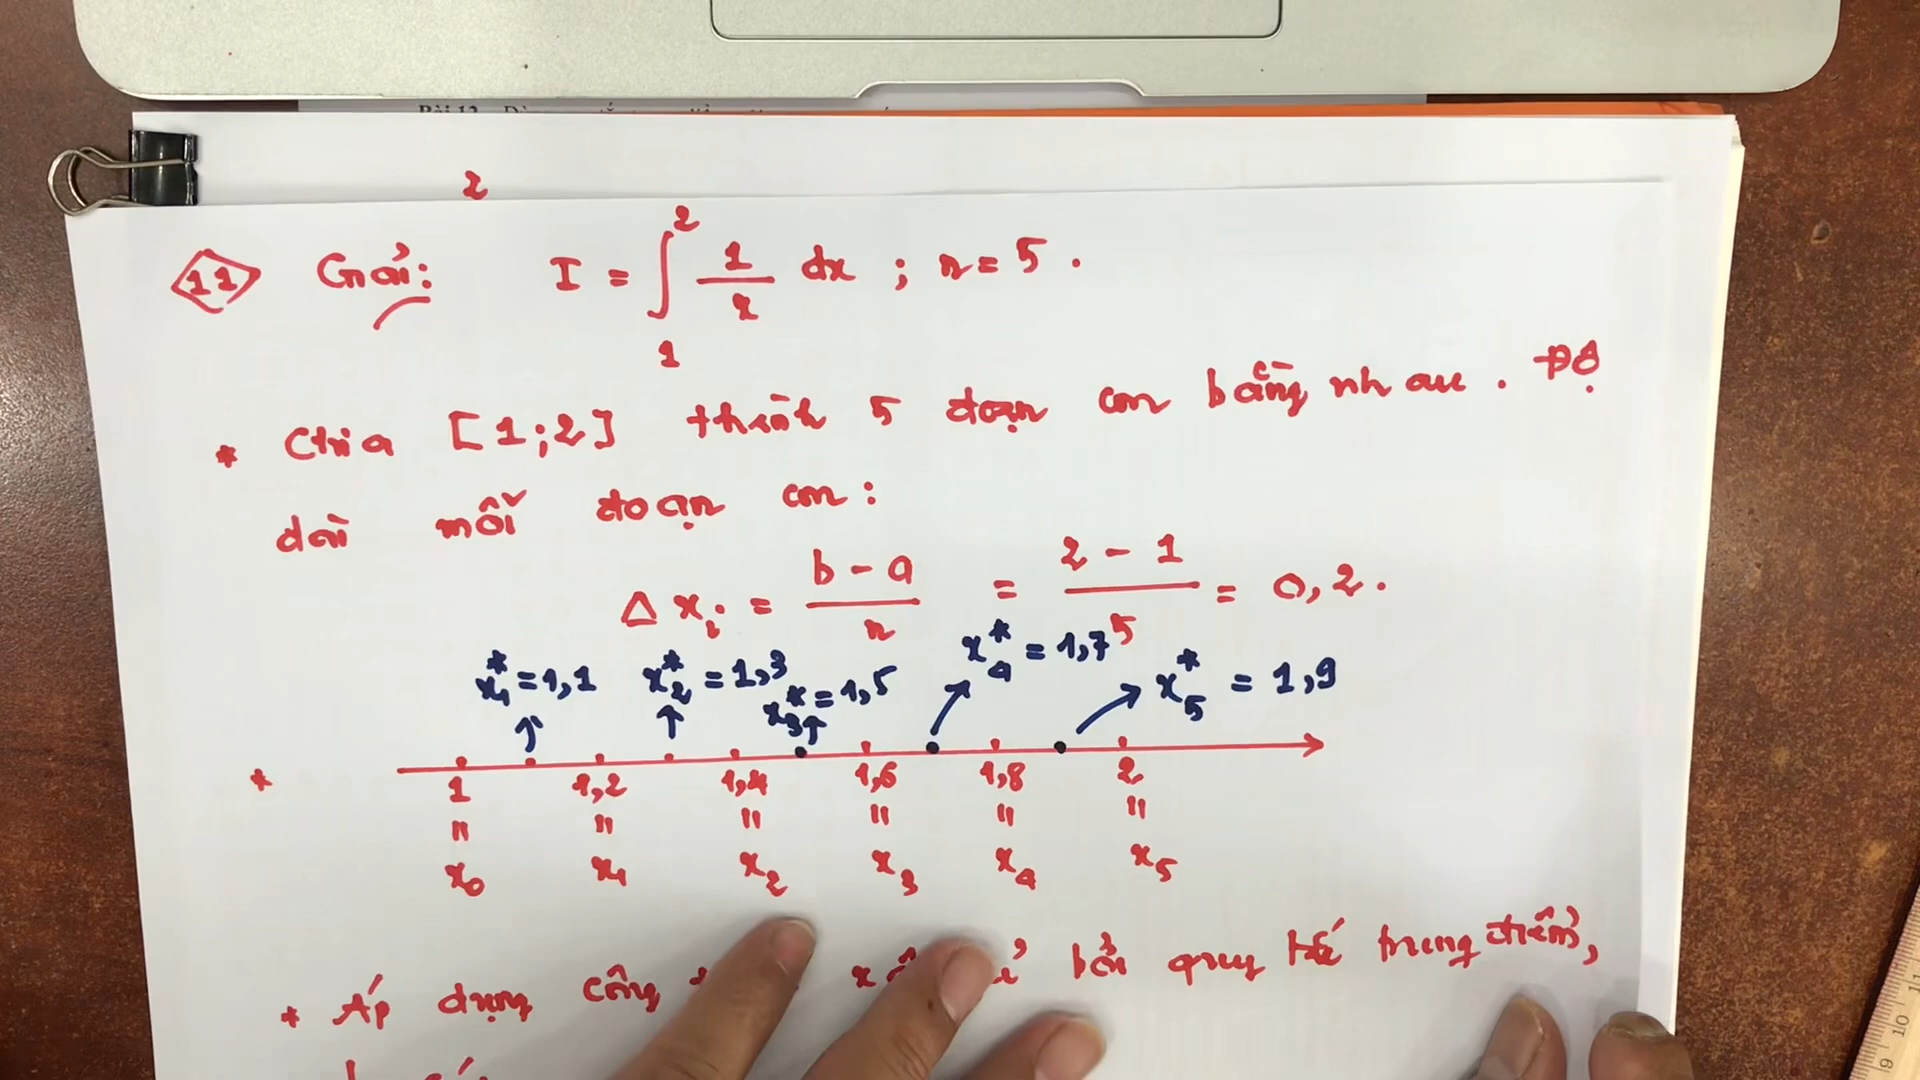 2
11 Giải: I = ∫₁² 1/x dx ; n = 5 .
* Chia [1;2] thành 5 đoạn con bằng nhau . Độ
dài mỗi đoạn con :
Δxᵢ = (b - a)/n = (2 - 1)/5 = 0,2 .
x₁* = 1,1 x₂* = 1,3 x₃* = 1,5 x₄* = 1,7 x₅* = 1,9
* 1 1,2 1,4 1,6 1,8 2
= = = = = =
x₀ x₁ x₂ x₃ x₄ x₅
* Áp dụng công xấp bởi quy tắc trung điểm,